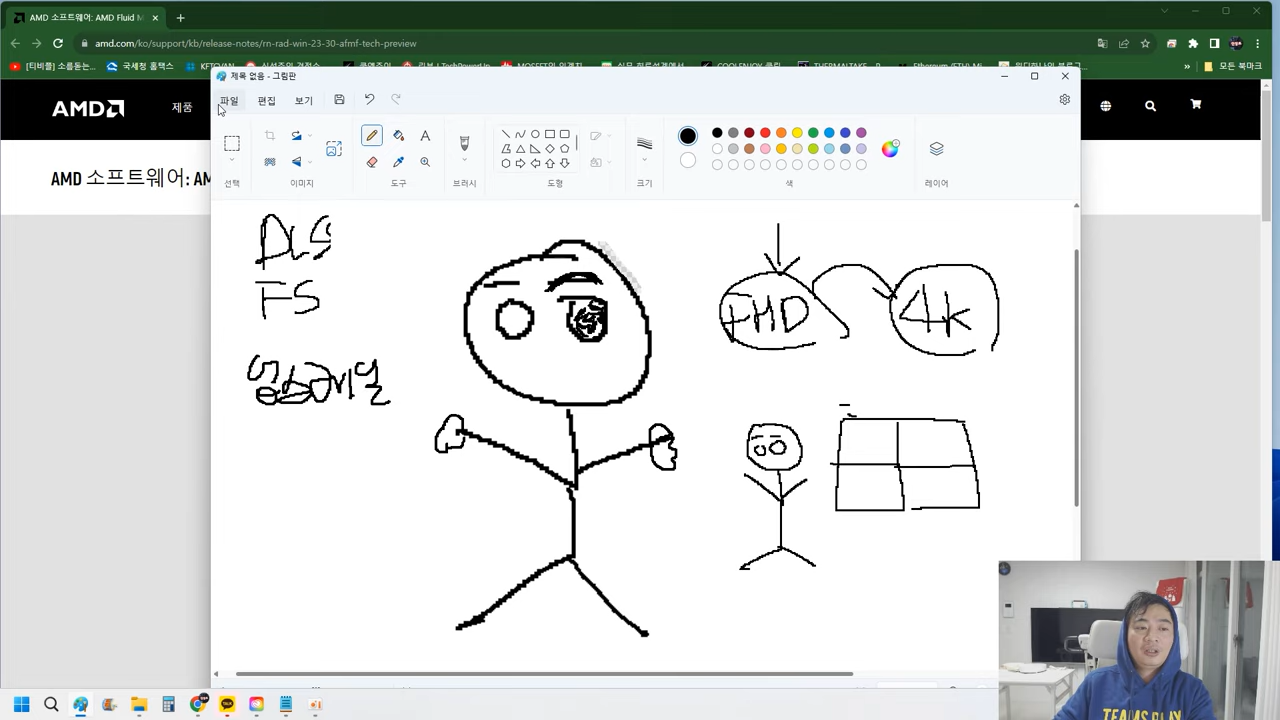 AMD 소프트웨어: AMD Fluid M
amd.com/ko/support/kb/release-notes/rn-rad-win-23-30-afmf-tech-preview
국세청 홈택스
모든 북마크
제목 없음 - 그림판
AMD
제품
파일
편집
보기
AMD 소프트웨어: AM
선택
이미지
도구
브러시
도형
크기
색
레이어
DLS
FS
FHD
4k
TEAMS PLAY